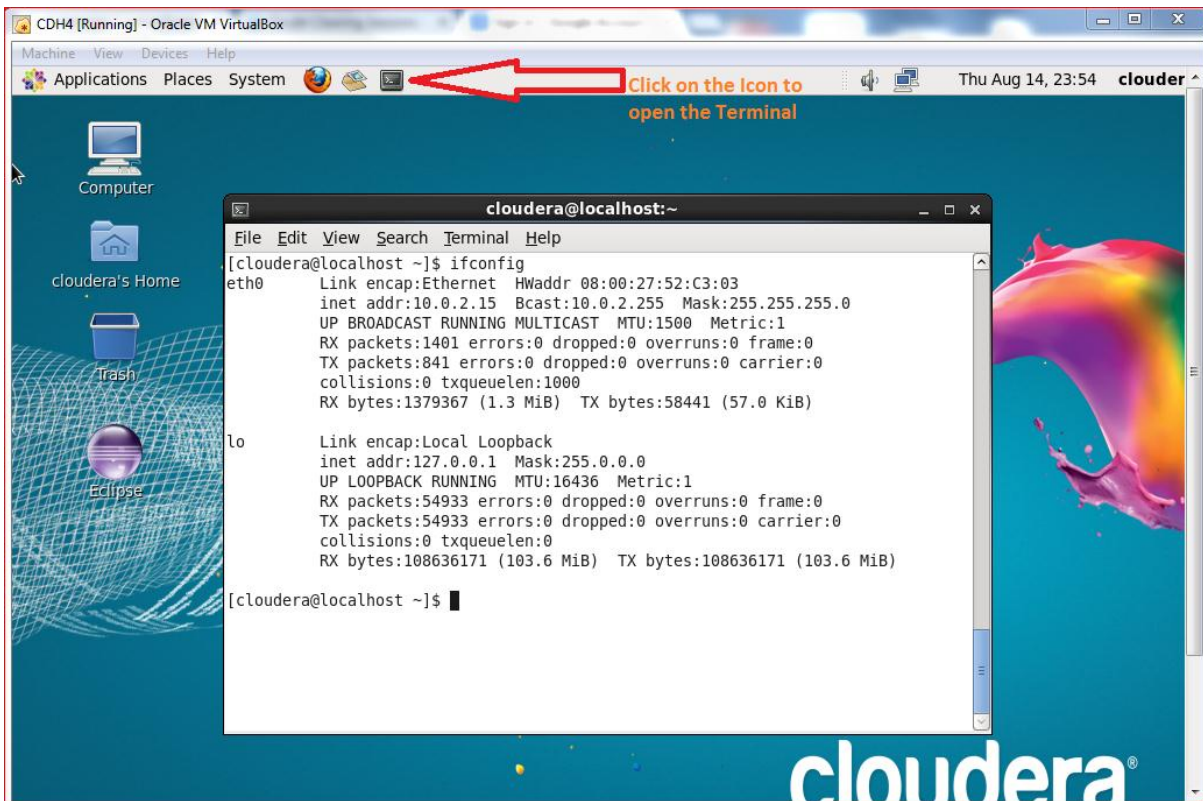 CDH4 [Running] - Oracle VM VirtualBox
Machine View Devices Help
Applications Places System
Thu Aug 14, 23:54 clouder
Click on the Icon to
open the Terminal
Computer
cloudera's Home
Trash
Eclipse
cloudera@localhost:~
File Edit View Search Terminal Help
[cloudera@localhost ~]$ ifconfig
eth0 Link encap:Ethernet HWaddr 08:00:27:52:C3:03
inet addr:10.0.2.15 Bcast:10.0.2.255 Mask:255.255.255.0
UP BROADCAST RUNNING MULTICAST MTU:1500 Metric:1
RX packets:1401 errors:0 dropped:0 overruns:0 frame:0
TX packets:841 errors:0 dropped:0 overruns:0 carrier:0
collisions:0 txqueuelen:1000
RX bytes:1379367 (1.3 MiB) TX bytes:58441 (57.0 KiB)
lo Link encap:Local Loopback
inet addr:127.0.0.1 Mask:255.0.0.0
UP LOOPBACK RUNNING MTU:16436 Metric:1
RX packets:54933 errors:0 dropped:0 overruns:0 frame:0
TX packets:54933 errors:0 dropped:0 overruns:0 carrier:0
collisions:0 txqueuelen:0
RX bytes:108636171 (103.6 MiB) TX bytes:108636171 (103.6 MiB)
[cloudera@localhost ~]$
cloudera®